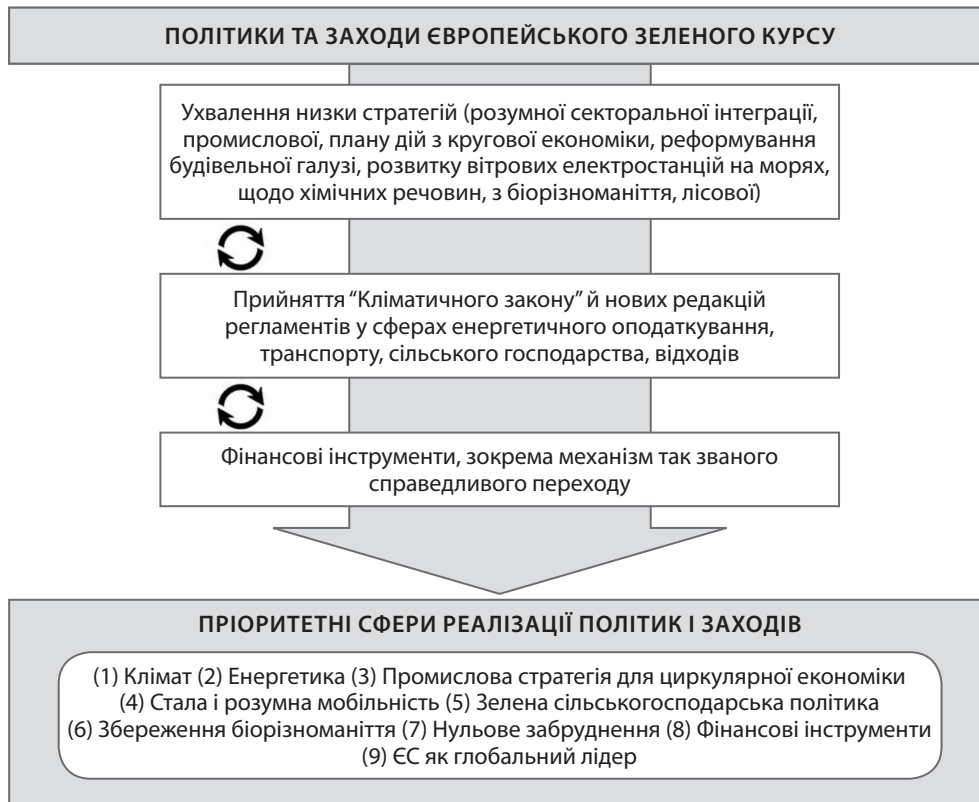 ПОЛІТИКИ ТА ЗАХОДИ ЄВРОПЕЙСЬКОГО ЗЕЛЕНОГО КУРСУ
Ухвалення низки стратегій (розумної секторальної інтеграції,
промислової, плану дій з кругової економіки, реформування
будівельної галузі, розвитку вітрових електростанцій на морях,
щодо хімічних речовин, з біорізноманіття, лісової)
Прийняття “Кліматичного закону” й нових редакцій
регламентів у сферах енергетичного оподаткування,
транспорту, сільського господарства, відходів
Фінансові інструменти, зокрема механізм так званого
справедливого переходу
ПРІОРИТЕТНІ СФЕРИ РЕАЛІЗАЦІЇ ПОЛІТИК І ЗАХОДІВ
(1) Клімат (2) Енергетика (3) Промислова стратегія для циркулярної економіки
(4) Стала і розумна мобільність (5) Зелена сільськогосподарська політика
(6) Збереження біорізноманіття (7) Нульове забруднення (8) Фінансові інструменти
(9) ЄС як глобальний лідер